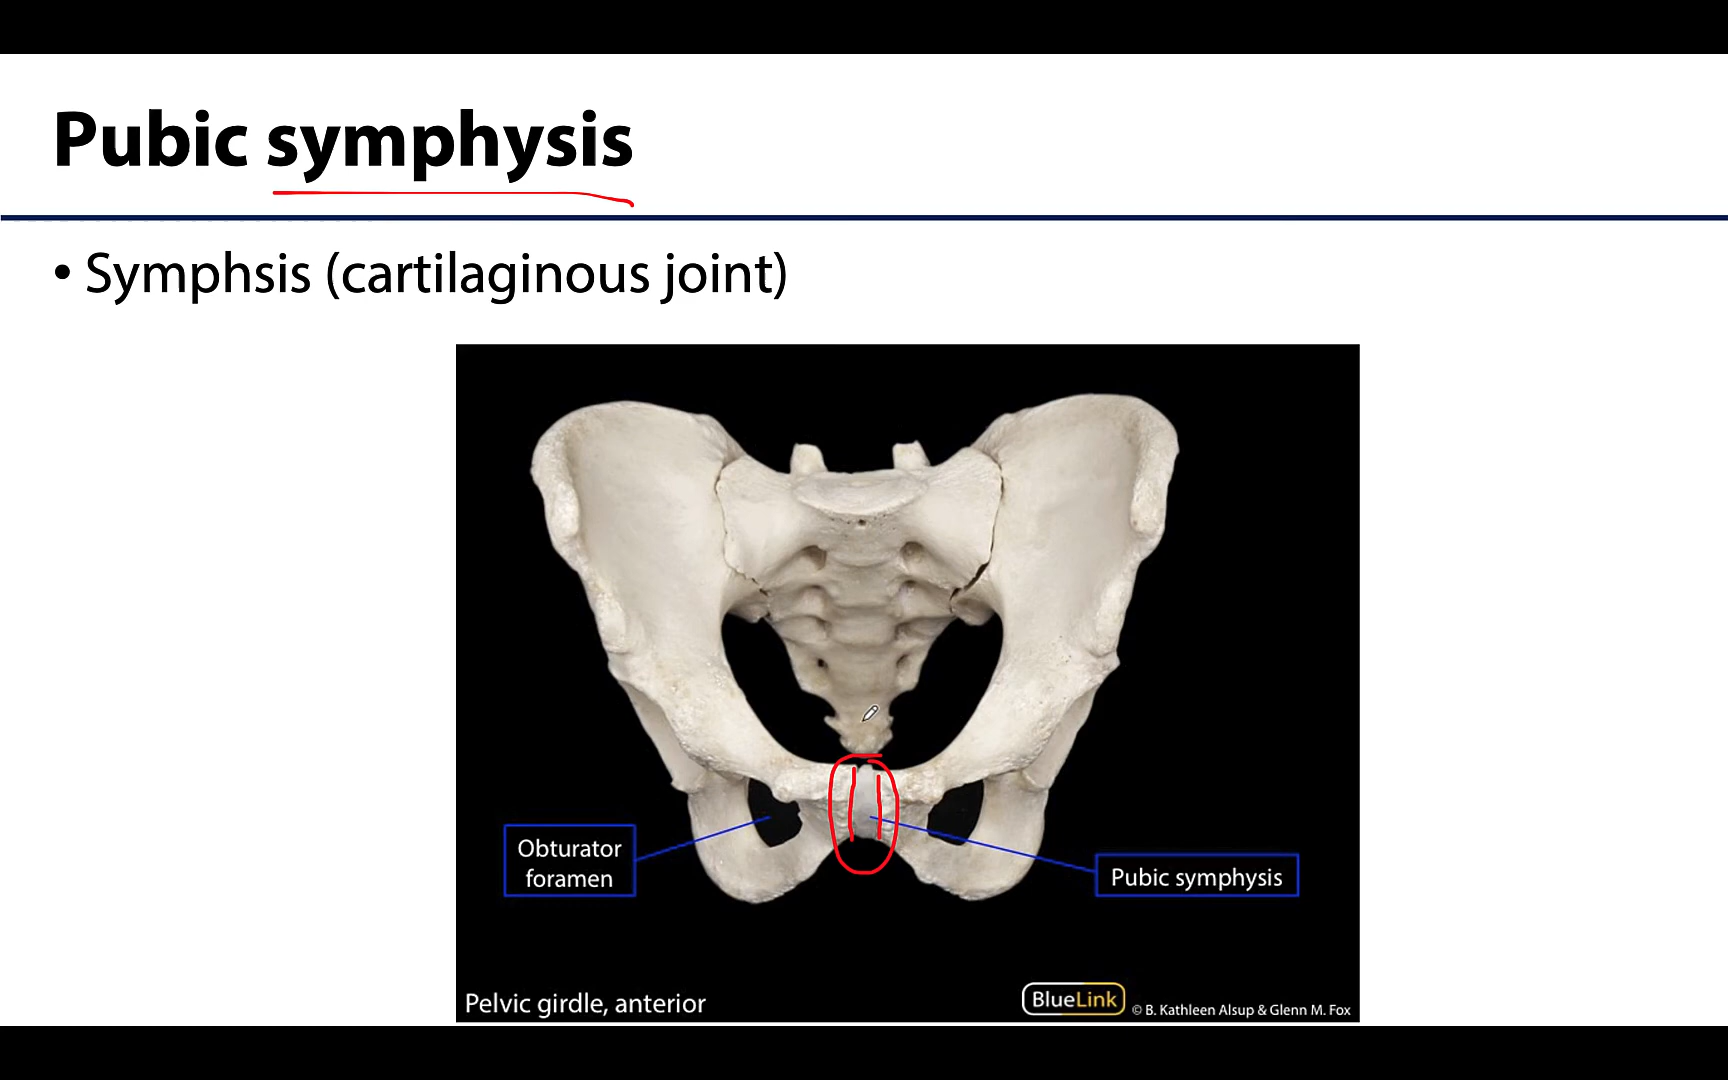 Pubic symphysis
• Symphsis (cartilaginous joint)
Obturator
foramen
Pubic symphysis
Pelvic girdle, anterior
BlueLink
© B. Kathleen Alsup & Glenn M. Fox